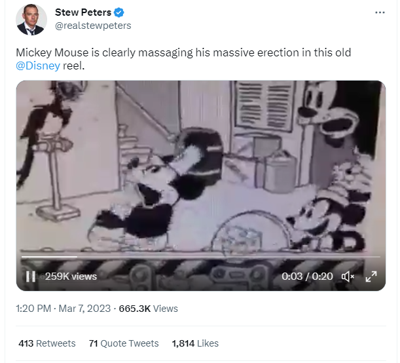 Stew Peters
@realstewpeters
Mickey Mouse is clearly massaging his massive erection in this old
@Disney reel.
259K views
0:03 / 0:20
1:20 PM · Mar 7, 2023 · 665.3K Views
413 Retweets 71 Quote Tweets 1,814 Likes